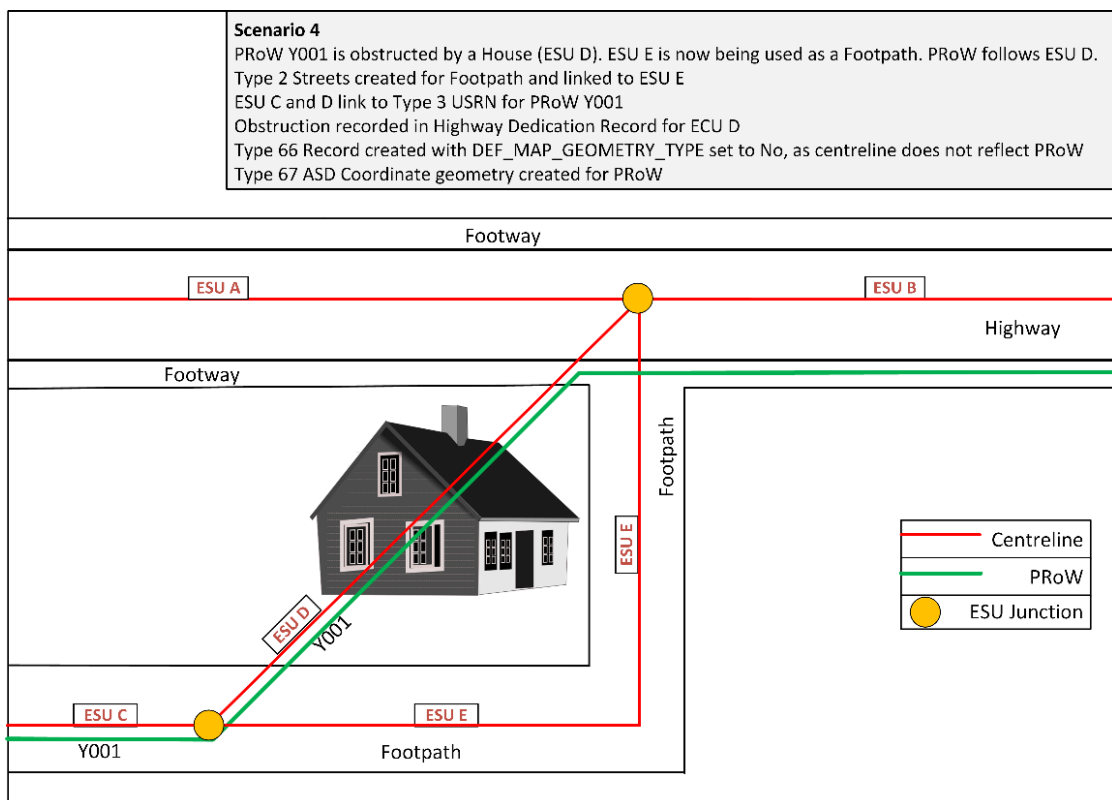 Scenario 4
PRoW Y001 is obstructed by a House (ESU D). ESU E is now being used as a Footpath. PRoW follows ESU D.
Type 2 Streets created for Footpath and linked to ESU E
ESU C and D link to Type 3 USRN for PRoW Y001
Obstruction recorded in Highway Dedication Record for ECU D
Type 66 Record created with DEF_MAP_GEOMETRY_TYPE set to No, as centreline does not reflect PRoW
Type 67 ASD Coordinate geometry created for PRoW
Footway
ESU A
ESU B
Highway
Footway
Footpath
ESU E
ESU D
Y001
Centreline
PRoW
ESU Junction
ESU C
ESU E
Y001
Footpath